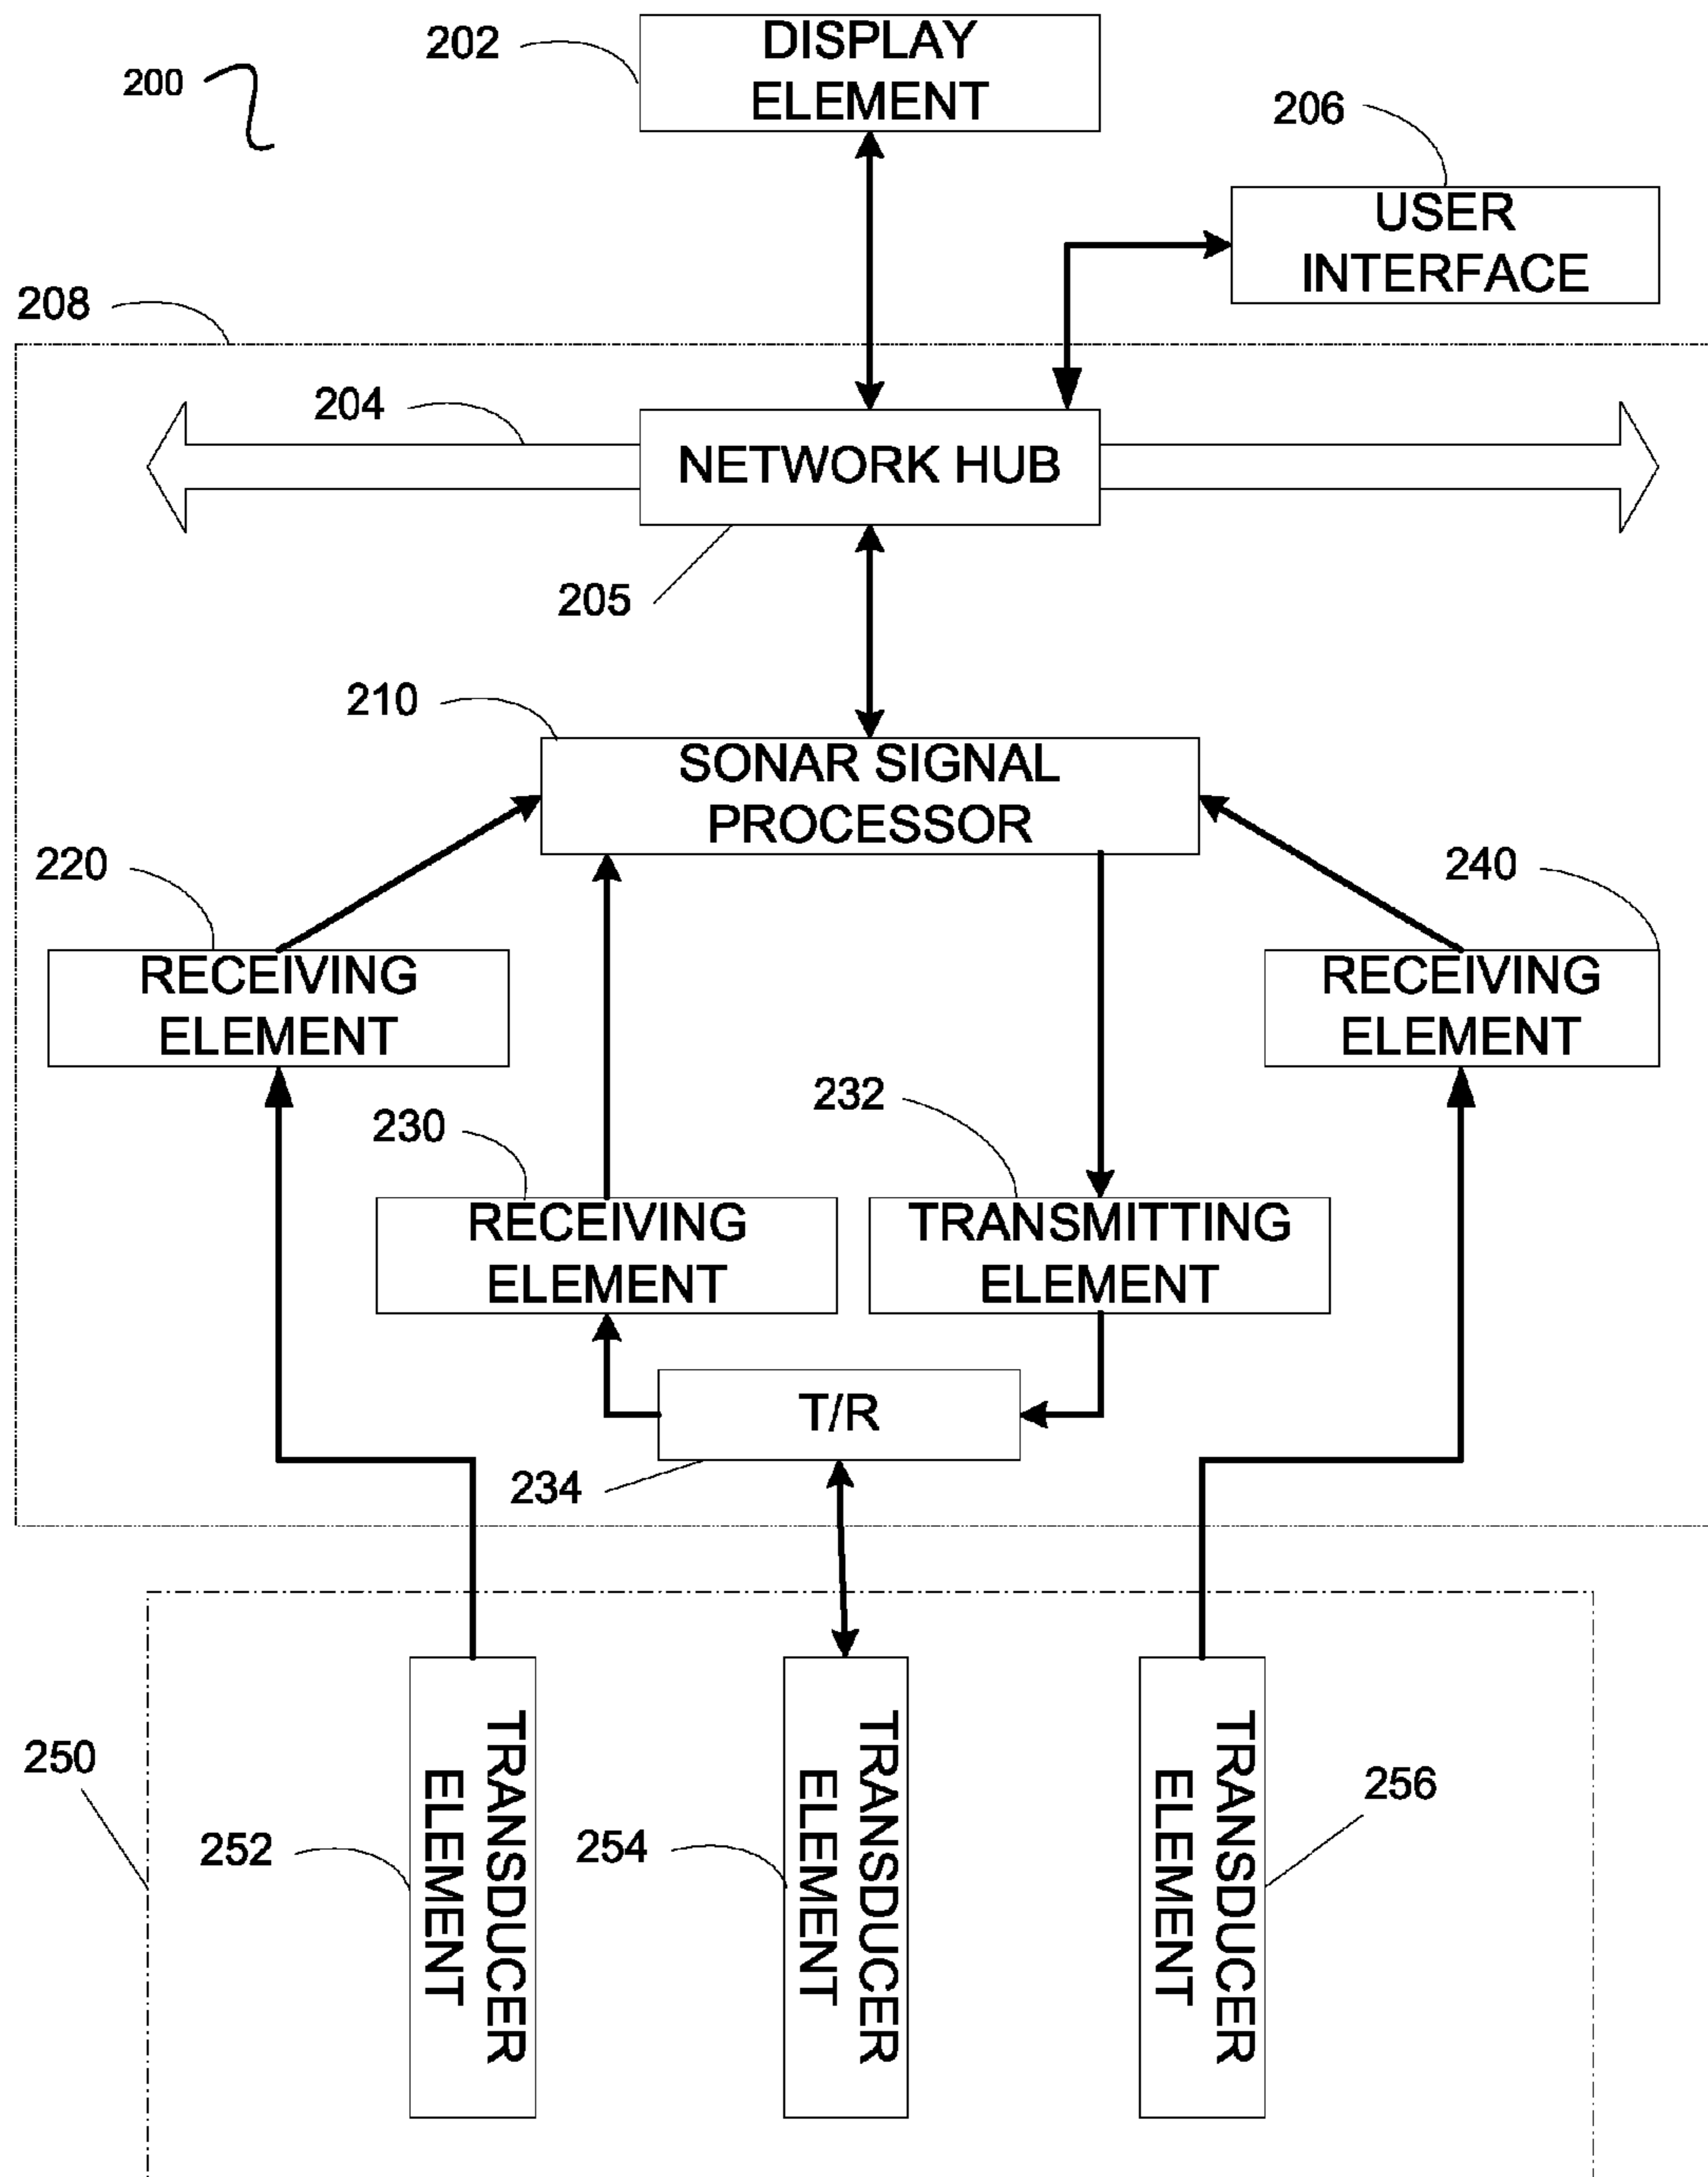 202
DISPLAY
ELEMENT
200
206
USER
INTERFACE
208
204
NETWORK HUB
205
210
SONAR SIGNAL
PROCESSOR
220
240
RECEIVING
ELEMENT
RECEIVING
ELEMENT
230
232
RECEIVING
ELEMENT
TRANSMITTING
ELEMENT
T/R
234
250
252
TRANSDUCER
ELEMENT
254
TRANSDUCER
ELEMENT
TRANSDUCER
ELEMENT
256